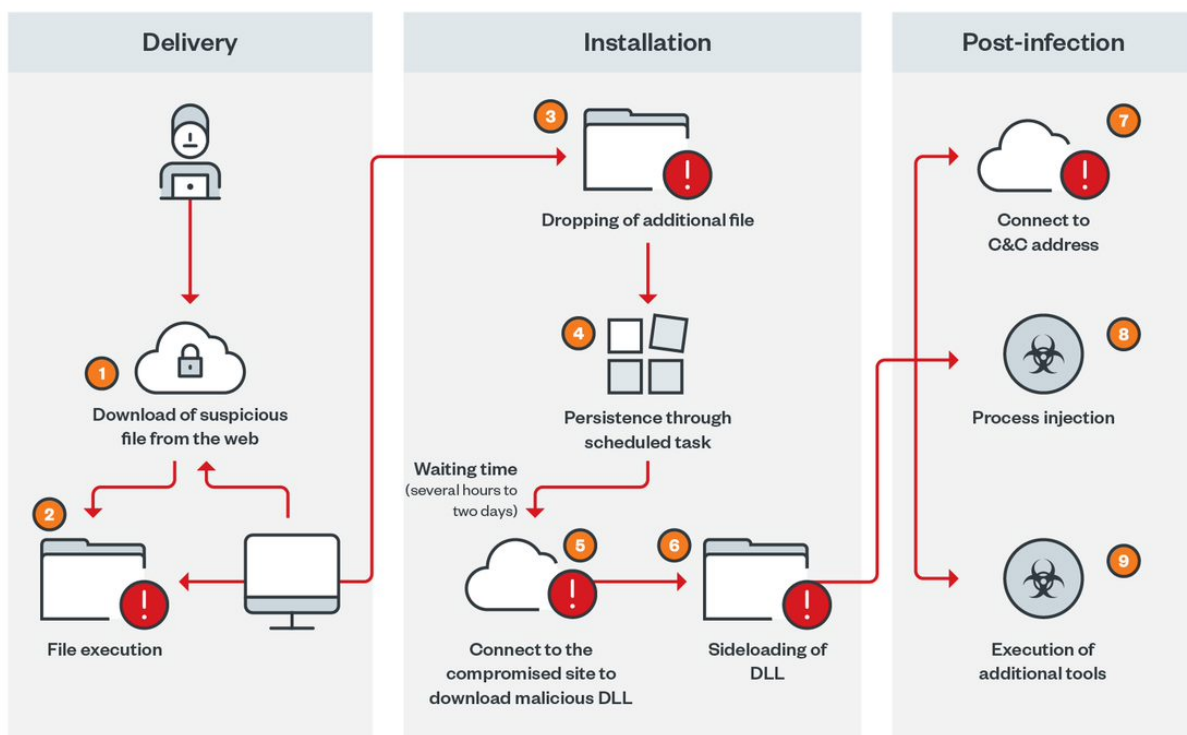 Delivery
1
Download of suspicious
file from the web
2
File execution
Installation
3
Dropping of additional file
4
Persistence through
scheduled task
Waiting time
(several hours to
two days)
5
Connect to the
compromised site to
download malicious DLL
6
Sideloading of
DLL
Post-infection
7
Connect to
C&C address
8
Process injection
9
Execution of
additional tools